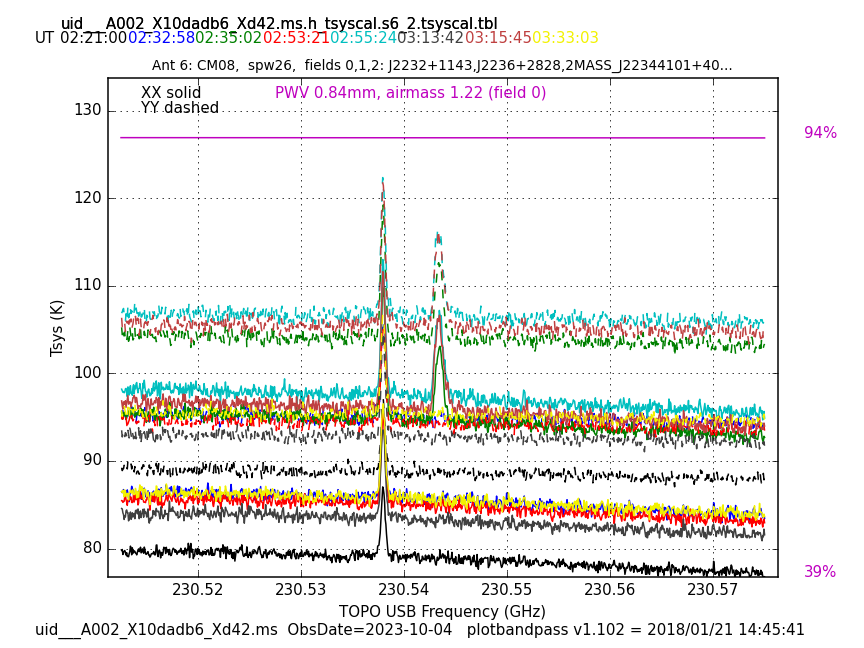 uid___A002_X10dadb6_Xd42.ms.h_tsyscal.s6_2.tsyscal.tbl
UT 02:21:00 02:32:58 02:35:02 02:53:21 02:55:24 03:13:42 03:15:45 03:33:03
Ant 6: CM08,  spw26,  fields 0,1,2: J2232+1143,J2236+2828,2MASS_J22344101+40...
XX solid
PWV 0.84mm, airmass 1.22 (field 0)
YY dashed
130
120
110
100
90
80
94%
39%
Tsys (K)
230.52 230.53 230.54 230.55 230.56 230.57
TOPO USB Frequency (GHz)
uid___A002_X10dadb6_Xd42.ms  ObsDate=2023-10-04   plotbandpass v1.102 = 2018/01/21 14:45:41